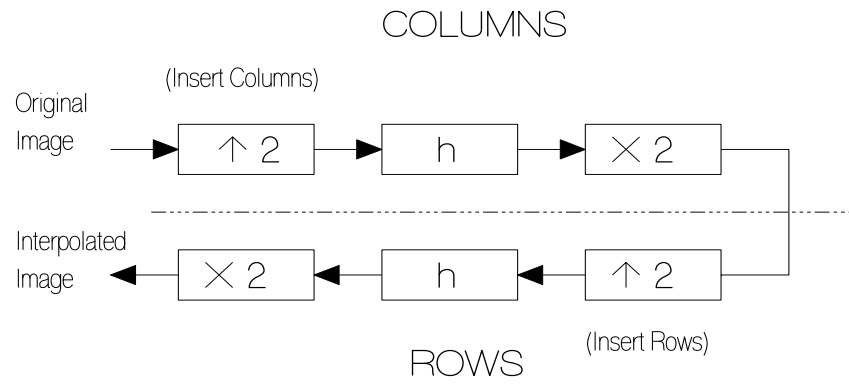 COLUMNS
(Insert Columns)
Original
Image
↑ 2
h
× 2
Interpolated
Image
× 2
h
↑ 2
(Insert Rows)
ROWS